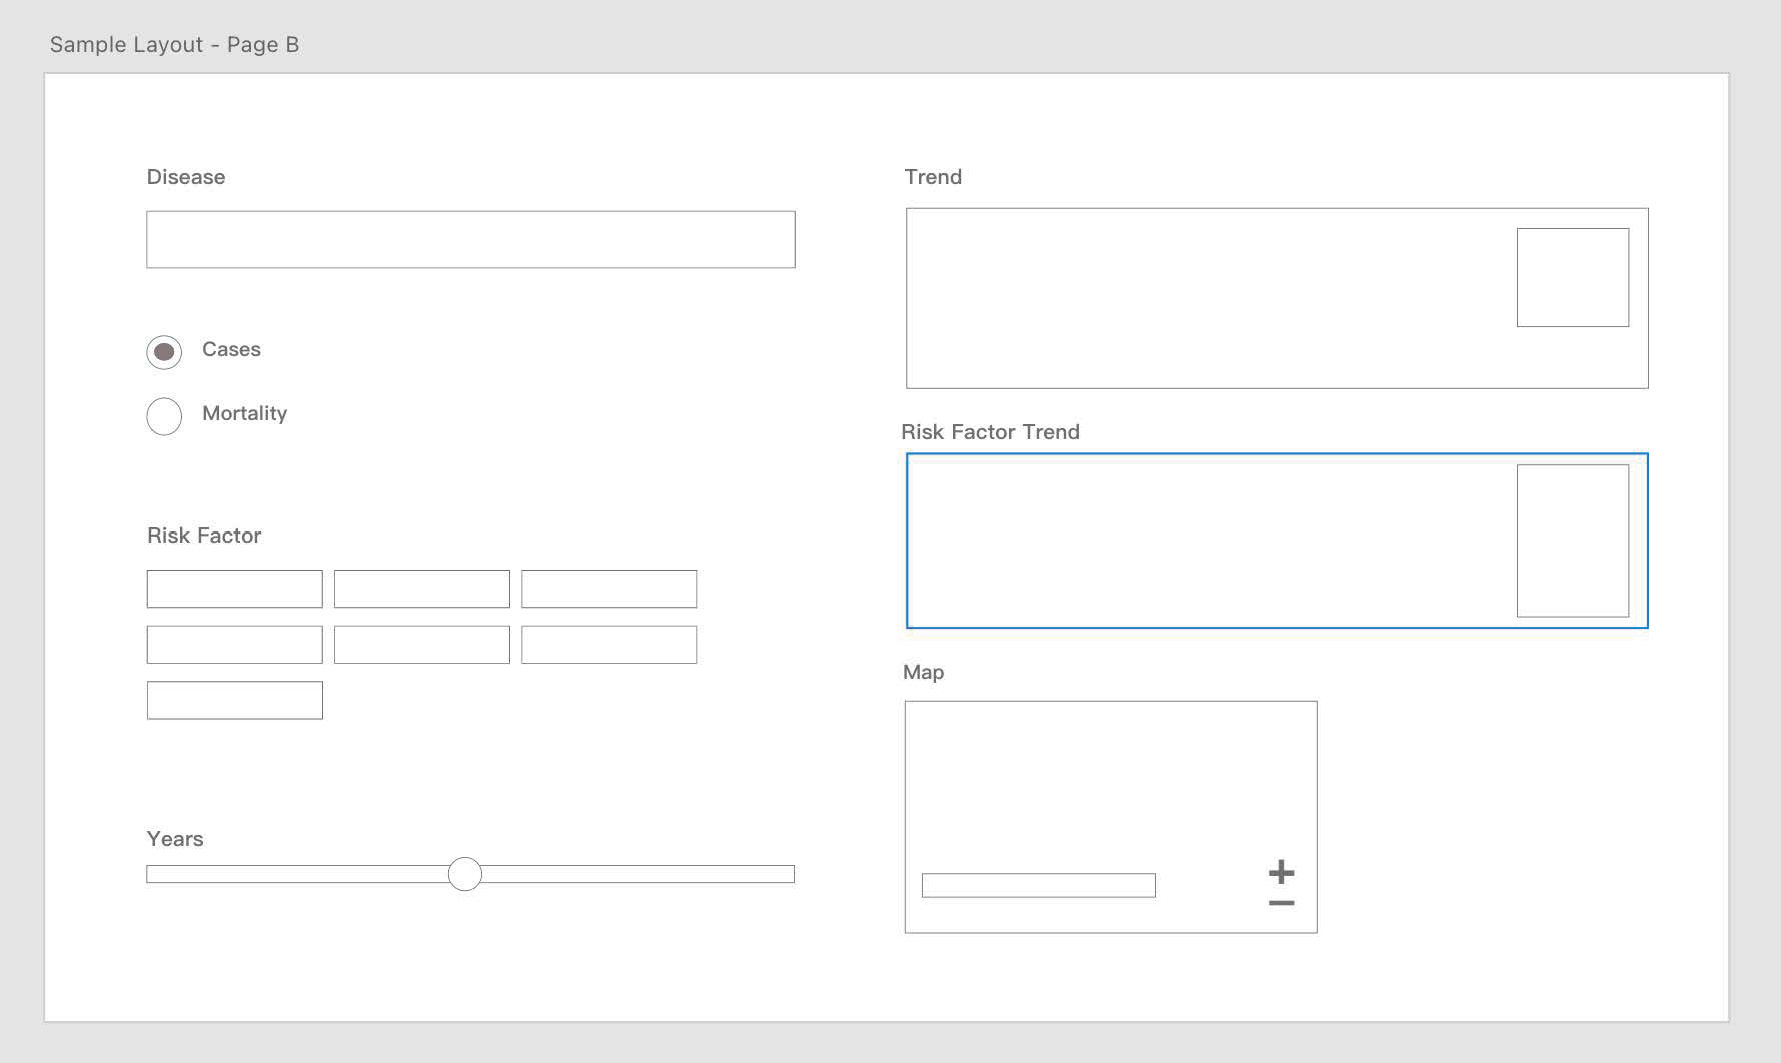 Sample Layout - Page B
Disease
Cases
Mortality
Risk Factor
Years
Trend
Risk Factor Trend
Map
+
−